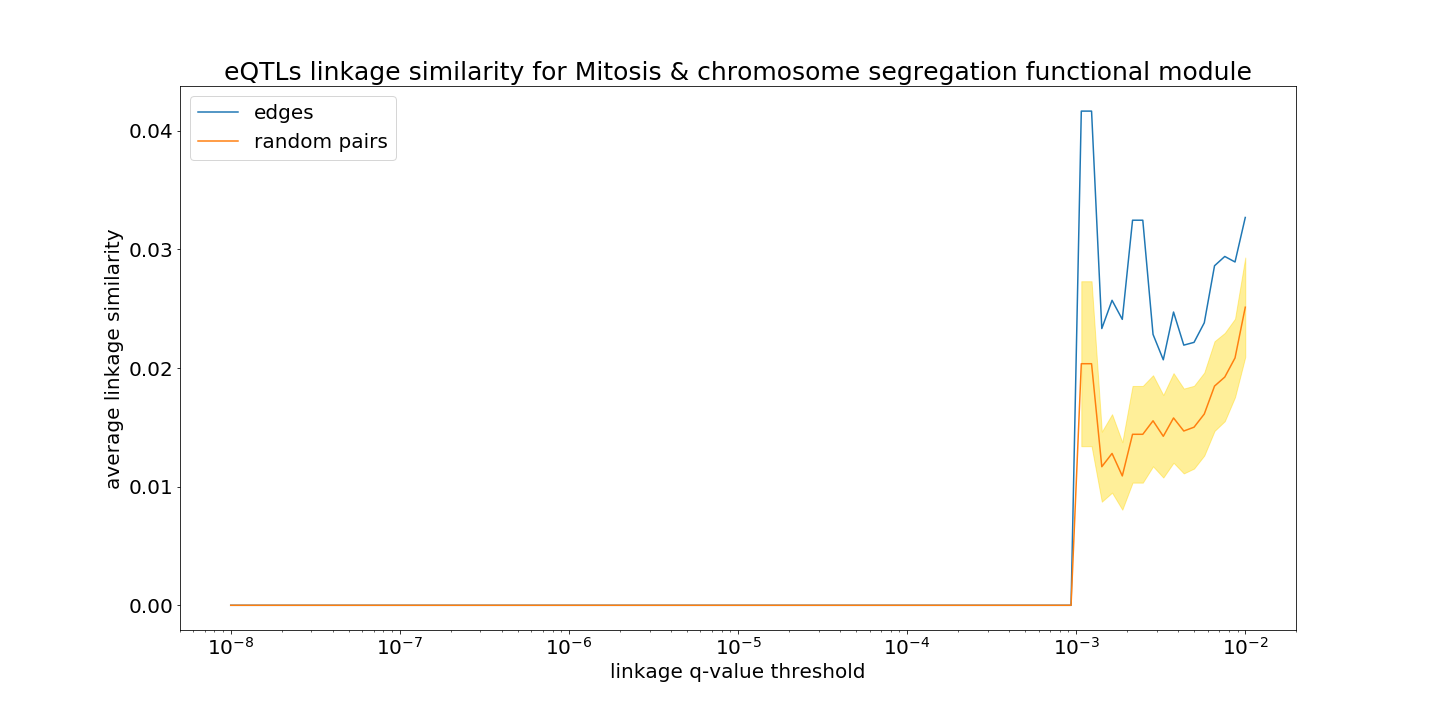 eQTLs linkage similarity for Mitosis & chromosome segregation functional module
edges
random pairs
average linkage similarity
0.04
0.03
0.02
0.01
0.00
10⁻⁸ 10⁻⁷ 10⁻⁶ 10⁻⁵ 10⁻⁴ 10⁻³ 10⁻²
linkage q-value threshold